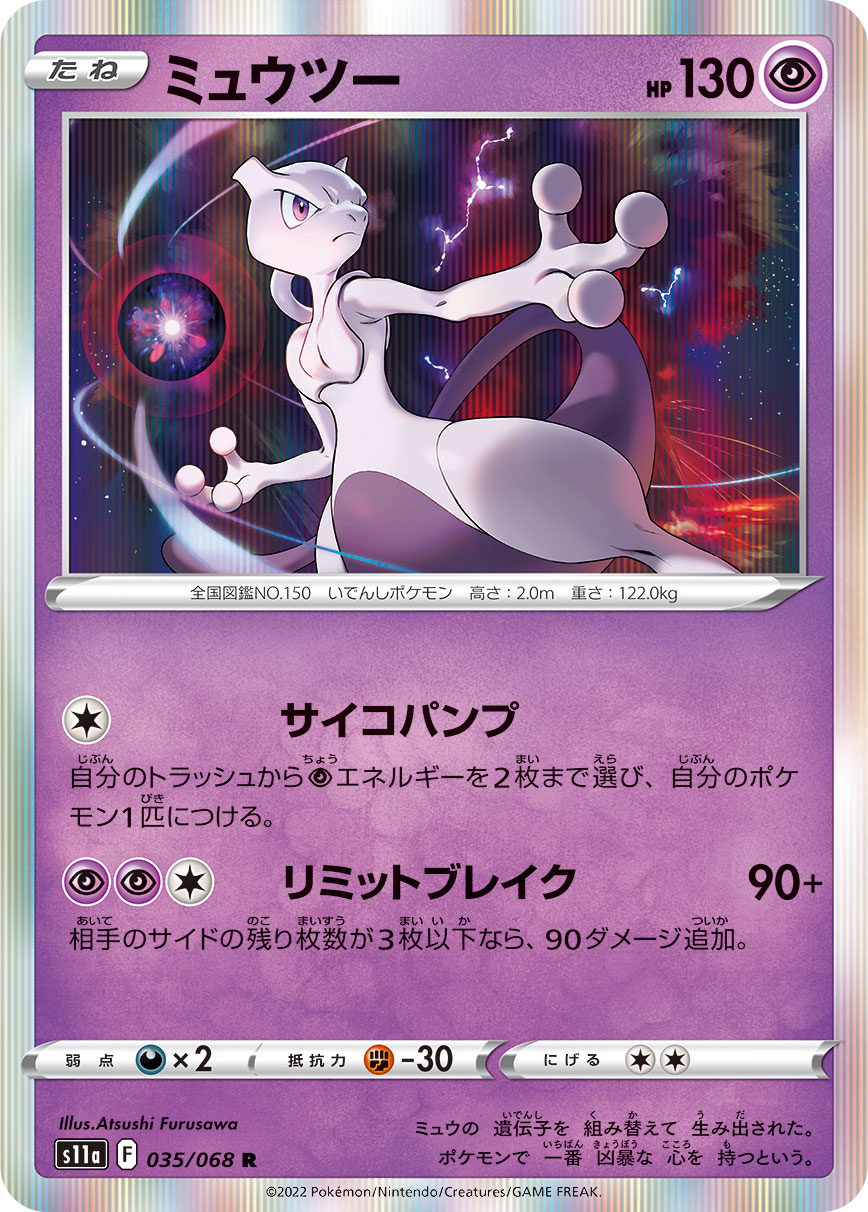 たね ミュウツー HP 130
全国図鑑NO.150 いでんしポケモン 高さ：2.0m 重さ：122.0kg
サイコパンプ
自分のトラッシュからエネルギーを2枚まで選び、自分のポケ
モン1匹につける。
リミットブレイク 90+
相手のサイドの残り枚数が3枚以下なら、90ダメージ追加。
弱点 ×2 抵抗力 -30 にげる
Illus.Atsushi Furusawa
s11a F 035/068 R
ミュウの 遺伝子を 組み替えて 生み出された。
ポケモンで 一番 凶暴な 心を 持つという。
©2022 Pokémon/Nintendo/Creatures/GAME FREAK.